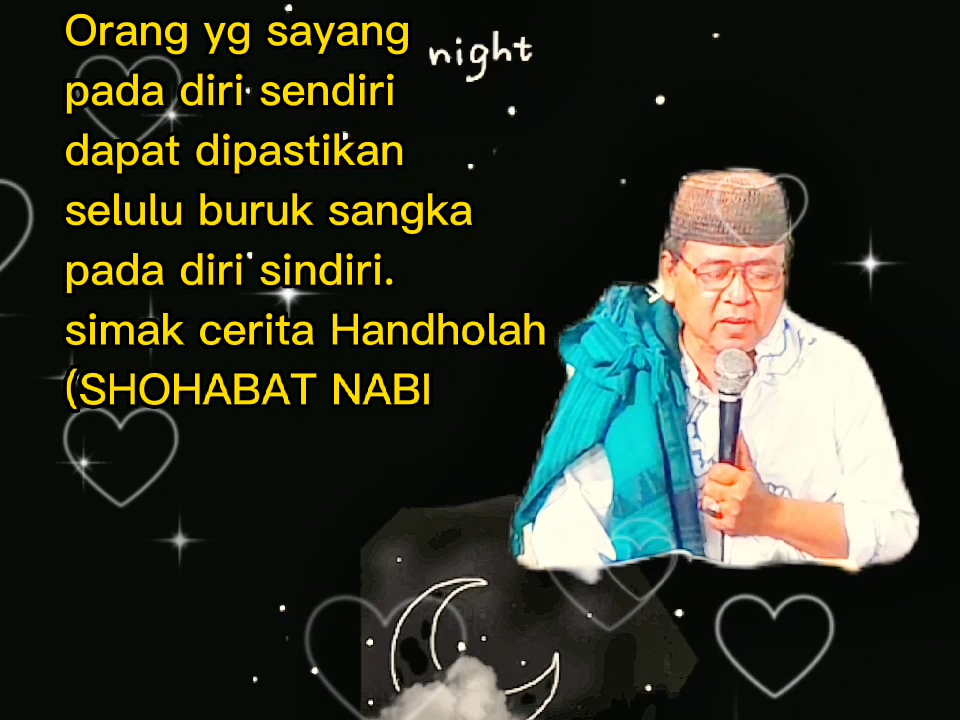 Orang yg sayang
night
pada diri sendiri
dapat dipastikan
selulu buruk sangka
pada diri sindiri.
simak cerita Handholah
(SHOHABAT NABI